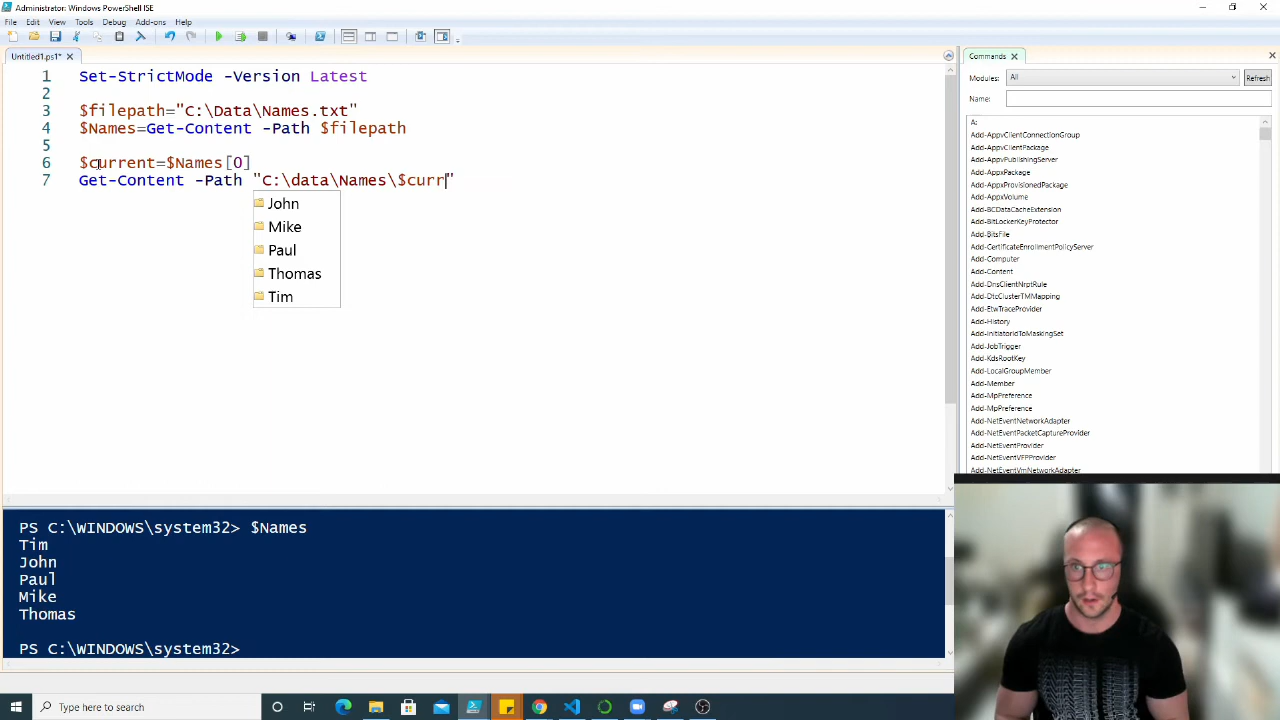 Administrator: Windows PowerShell ISE
File Edit View Tools Debug Add-ons Help
Untitled1.ps1*
1 Set-StrictMode -Version Latest
2
3 $filepath="C:\Data\Names.txt"
4 $Names=Get-Content -Path $filepath
5
6 $current=$Names[0]
7 Get-Content -Path "C:\data\Names\$curr"
John
Mike
Paul
Thomas
Tim
PS C:\WINDOWS\system32> $Names
Tim
John
Paul
Mike
Thomas
PS C:\WINDOWS\system32>
Commands
Modules: All
Refresh
Name:
A:
Add-AppvClientConnectionGroup
Add-AppvClientPackage
Add-AppvPublishingServer
Add-AppxPackage
Add-AppxProvisionedPackage
Add-AppxVolume
Add-BCDataCacheExtension
Add-BitLockerKeyProtector
Add-BitsFile
Add-CertificateEnrollmentPolicyServer
Add-Computer
Add-Content
Add-DnsClientNrptRule
Add-DtcClusterTMMapping
Add-EtwTraceProvider
Add-History
Add-InitiatorIdToMaskingSet
Add-JobTrigger
Add-KdsRootKey
Add-LocalGroupMember
Add-Member
Add-MpPreference
Add-MpPreference
Add-NetEventNetworkAdapter
Add-NetEventPacketCaptureProvider
Add-NetEventProvider
Add-NetEventVFPProvider
Add-NetEventVmNetworkAdapter
Type here to search